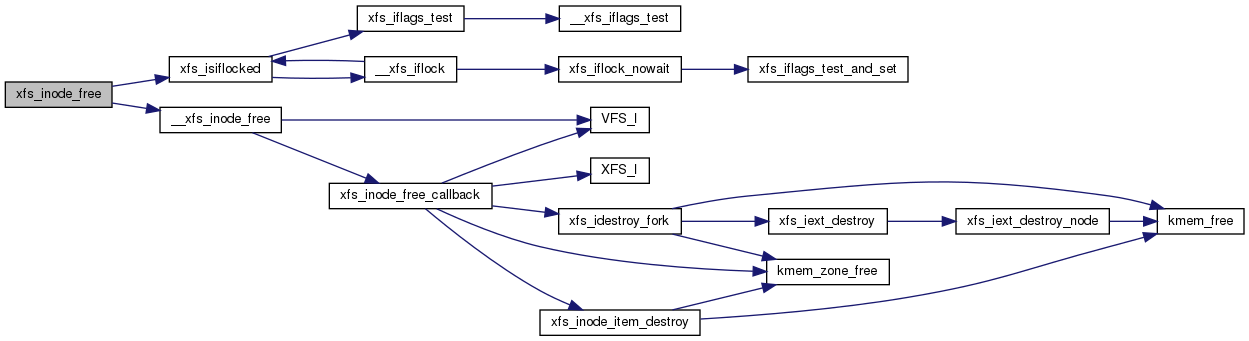 xfs_iflags_test
__xfs_iflags_test
xfs_isiflocked
__xfs_iflock
xfs_iflock_nowait
xfs_iflags_test_and_set
xfs_inode_free
__xfs_inode_free
VFS_I
XFS_I
xfs_inode_free_callback
xfs_idestroy_fork
xfs_iext_destroy
xfs_iext_destroy_node
kmem_free
kmem_zone_free
xfs_inode_item_destroy